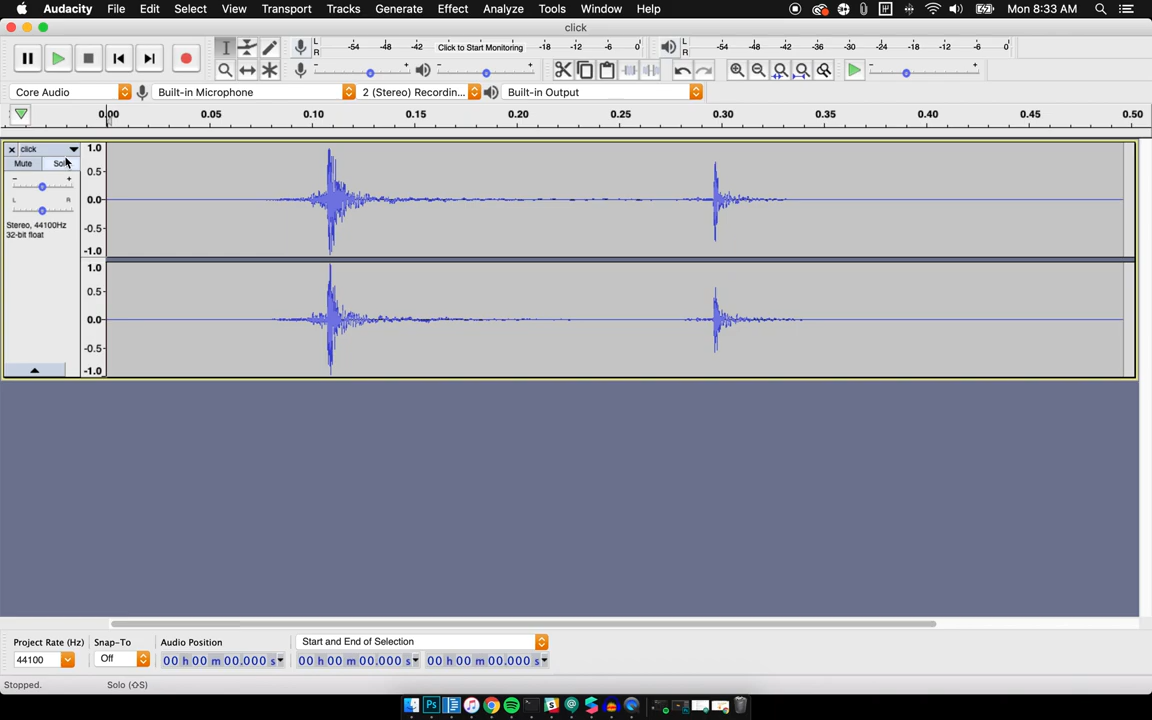 Audacity File Edit Select View Transport Tracks Generate Effect Analyze Tools Window Help Mon 8:33 AM
click
L R -54 -48 -42 Click to Start Monitoring -18 -12 -6 0 L R -54 -48 -42 -36 -30 -24 -18 -12 -6 0
- + - + - +
Core Audio Built-in Microphone 2 (Stereo) Recordin... Built-in Output
0.00 0.05 0.10 0.15 0.20 0.25 0.30 0.35 0.40 0.45 0.50
click 1.0
Mute Solo
- + 0.5
L R 0.0
Stereo, 44100Hz -0.5
32-bit float
-1.0
1.0
0.5
0.0
-0.5
-1.0
Project Rate (Hz) Snap-To Audio Position Start and End of Selection
44100 Off 00 h 00 m 00.000 s 00 h 00 m 00.000 s 00 h 00 m 00.000 s
Stopped. Solo (⇧S)